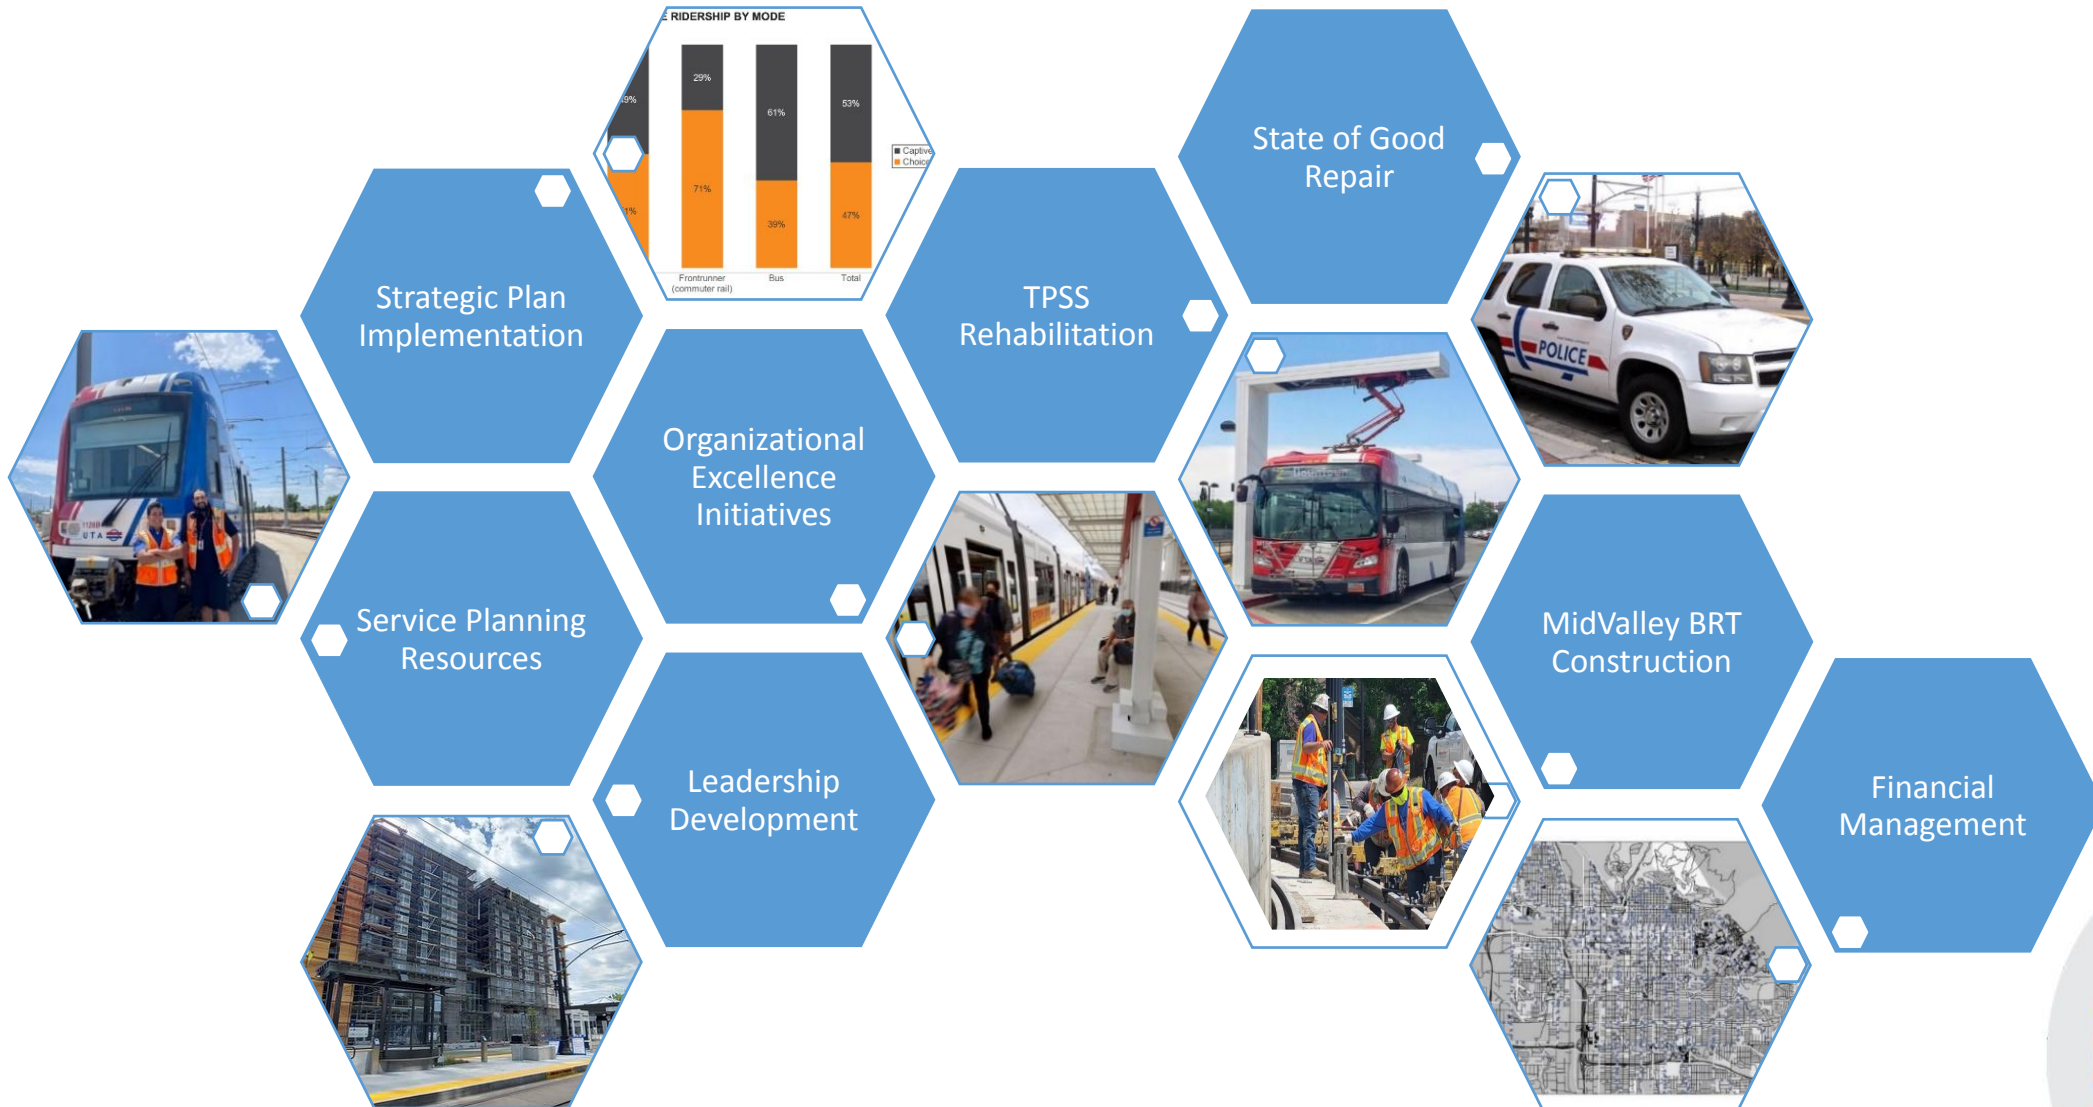 E RIDERSHIP BY MODE
29%
61%
53%
71%
39%
47%
Captive
Choice
Frontrunner
(commuter rail)
Bus
Total
State of Good
Repair
Strategic Plan
Implementation
TPSS
Rehabilitation
POLICE
Organizational
Excellence
Initiatives
1126B
UTA
Service Planning
Resources
MidValley BRT
Construction
Leadership
Development
Financial
Management